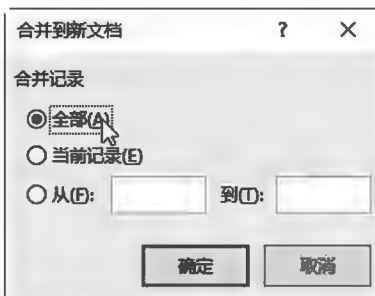 合并到新文档 ? ×
合并记录
全部(A)
当前记录(E)
从(F): 到(T):
确定 取消